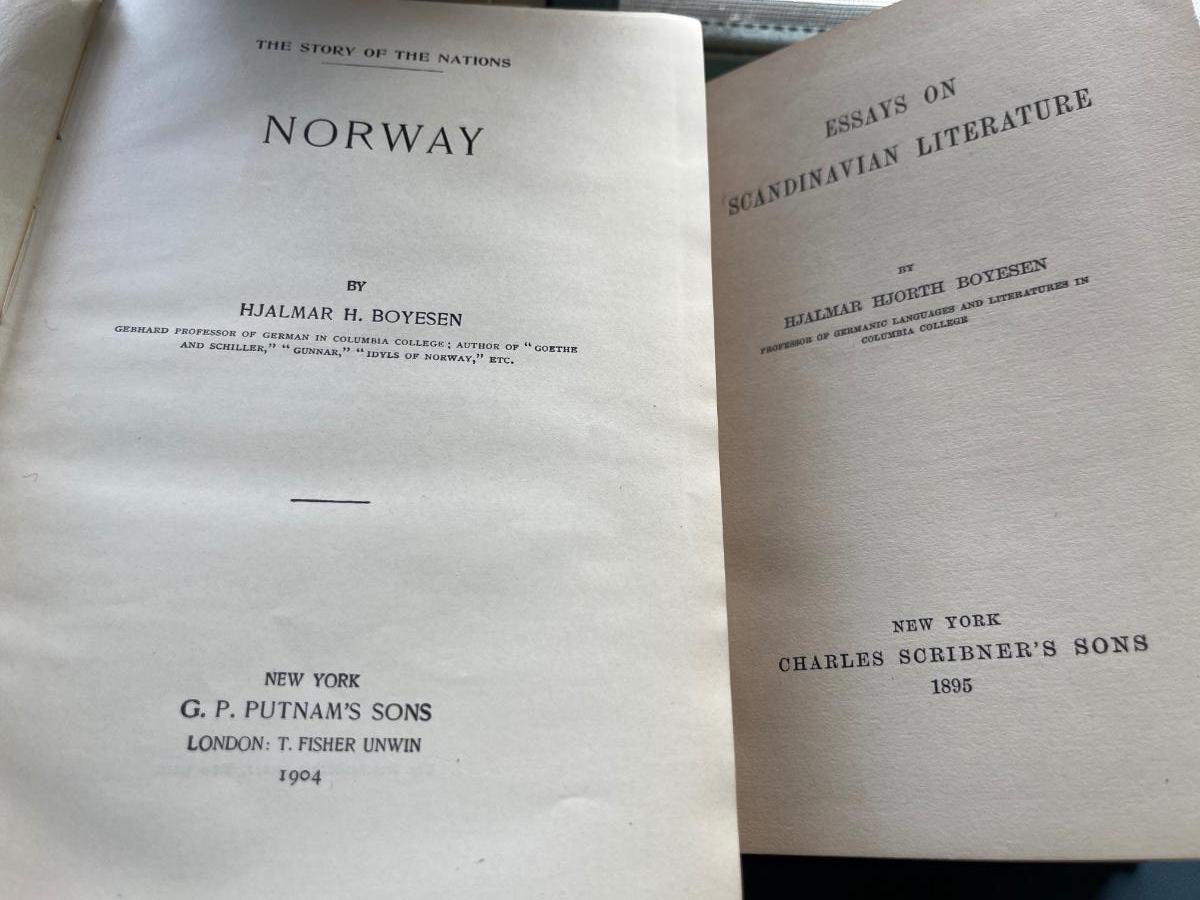 THE STORY OF THE NATIONS
NORWAY
BY
HJALMAR H. BOYESEN
GEBHARD PROFESSOR OF GERMAN IN COLUMBIA COLLEGE; AUTHOR OF "GOETHE
AND SCHILLER," "GUNNAR," "IDYLS OF NORWAY," ETC.
NEW YORK
G. P. PUTNAM'S SONS
LONDON: T. FISHER UNWIN
1904
ESSAYS ON
SCANDINAVIAN LITERATURE
BY
HJALMAR HJORTH BOYESEN
PROFESSOR OF GERMANIC LANGUAGES AND LITERATURES IN
COLUMBIA COLLEGE
NEW YORK
CHARLES SCRIBNER'S SONS
1895